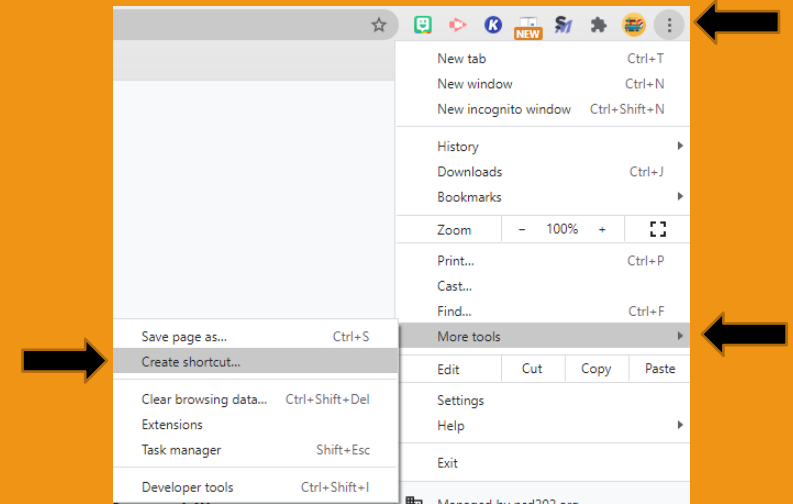 NEW
New tab Ctrl+T
New window Ctrl+N
New incognito window Ctrl+Shift+N
History
Downloads Ctrl+J
Bookmarks
Zoom - 100% +
Print... Ctrl+P
Cast...
Find... Ctrl+F
More tools
Edit Cut Copy Paste
Settings
Help
Exit
Save page as... Ctrl+S
Create shortcut...
Clear browsing data... Ctrl+Shift+Del
Extensions
Task manager Shift+Esc
Developer tools Ctrl+Shift+I
Managed by